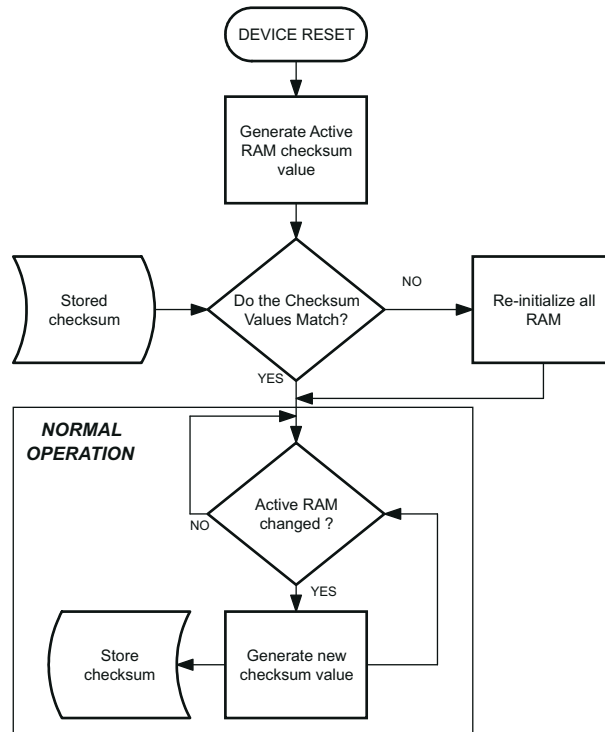 DEVICE RESET
Generate Active
RAM checksum
value
Stored
checksum
Do the Checksum
Values Match?
NO
Re-initialize all
RAM
YES
NORMAL
OPERATION
Active RAM
changed ?
NO
YES
Store
checksum
Generate new
checksum value